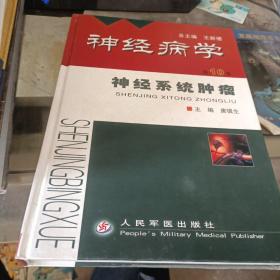 总主编 王新德
神经病学
第10卷
神经系统肿瘤
SHENJING XITONG ZHONGLIU
主编 唐镇生
SHENJINGBINGXUE
人民军医出版社
People's Military Medical Publisher